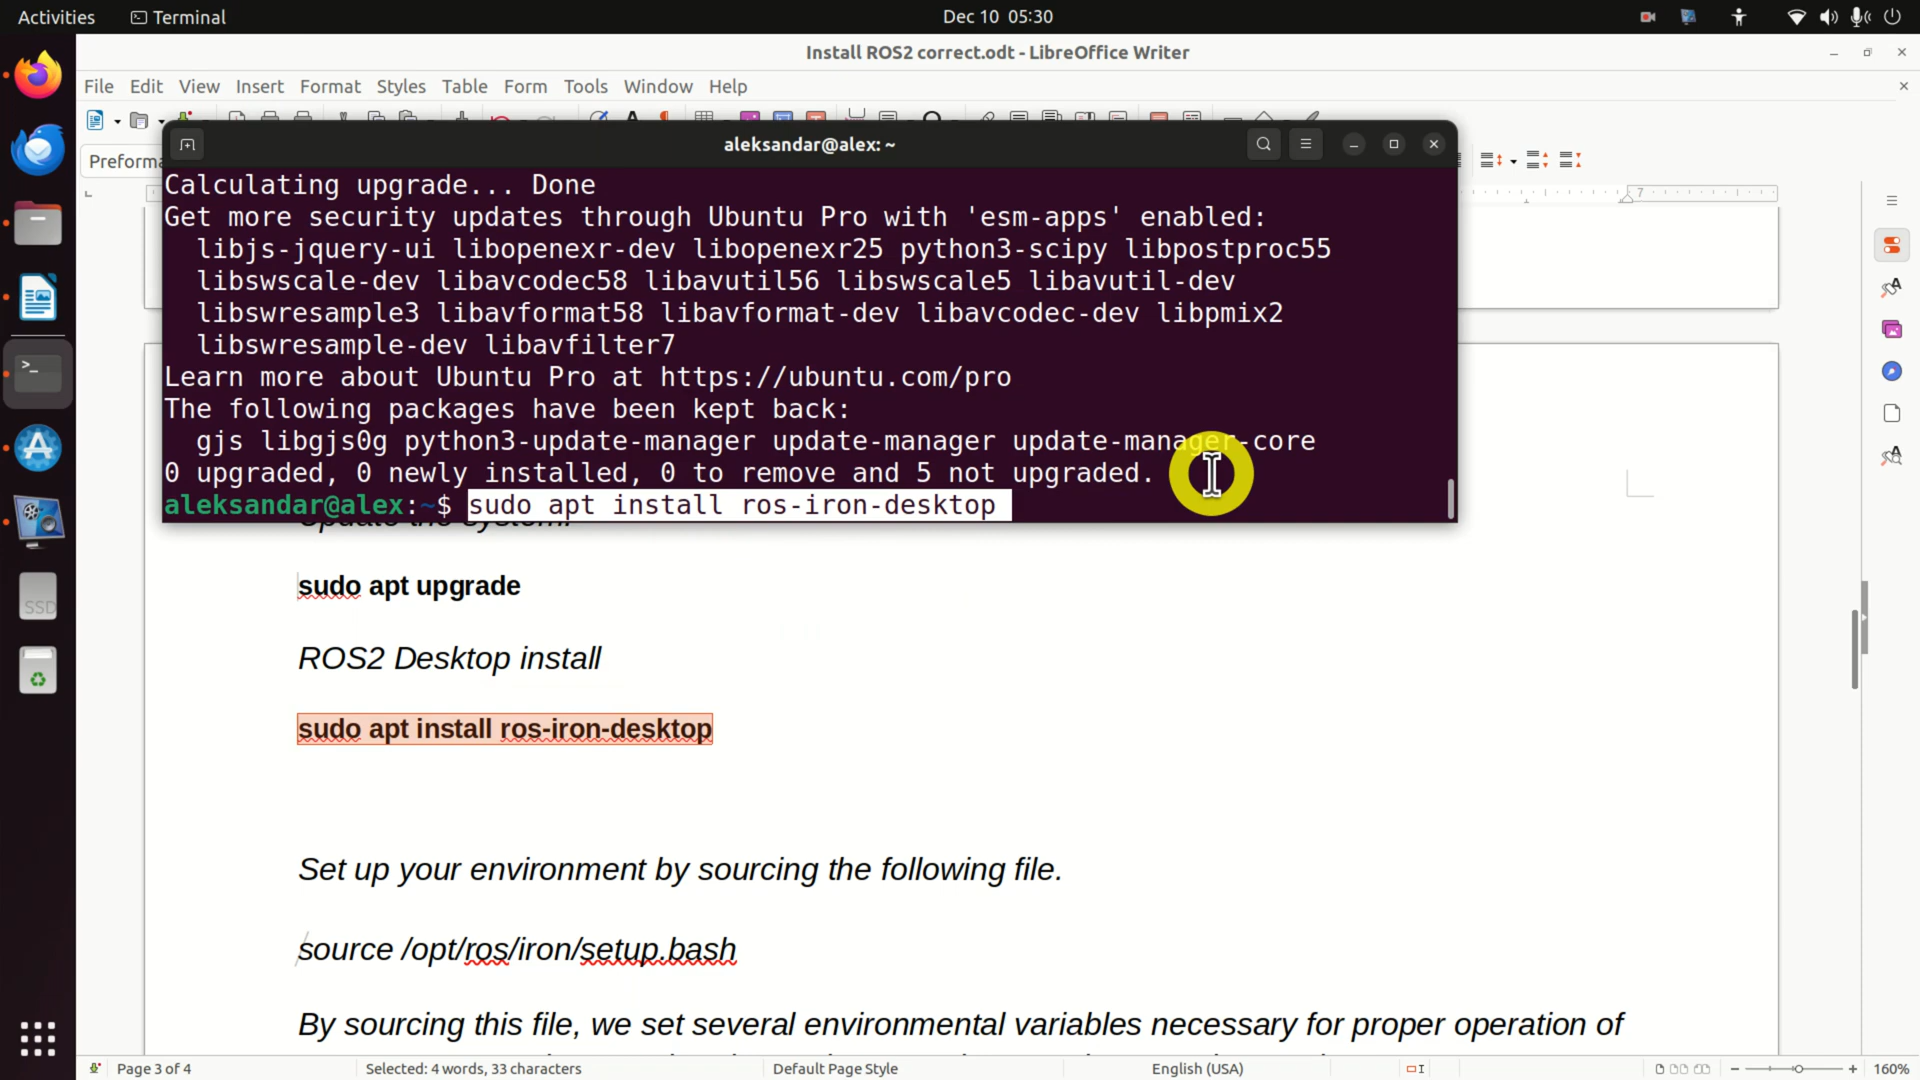 Activities
Terminal
Dec 10 05:30
Install ROS2 correct.odt - LibreOffice Writer
File Edit View Insert Format Styles Table Form Tools Window Help
aleksandar@alex: ~
Calculating upgrade... Done
Get more security updates through Ubuntu Pro with 'esm-apps' enabled:
libjs-jquery-ui libopenexr-dev libopenexr25 python3-scipy libpostproc55
libswscale-dev libavcodec58 libavutil56 libswscale5 libavutil-dev
libswresample3 libavformat58 libavformat-dev libavcodec-dev libpmix2
libswresample-dev libavfilter7
Learn more about Ubuntu Pro at https://ubuntu.com/pro
The following packages have been kept back:
gjs libgjs0g python3-update-manager update-manager update-manager-core
0 upgraded, 0 newly installed, 0 to remove and 5 not upgraded.
aleksandar@alex:~$ sudo apt install ros-iron-desktop
7
Update the system.
sudo apt upgrade
ROS2 Desktop install
sudo apt install ros-iron-desktop
Set up your environment by sourcing the following file.
source /opt/ros/iron/setup.bash
By sourcing this file, we set several environmental variables necessary for proper operation of
SSD
Page 3 of 4
Selected: 4 words, 33 characters
Default Page Style
English (USA)
160%